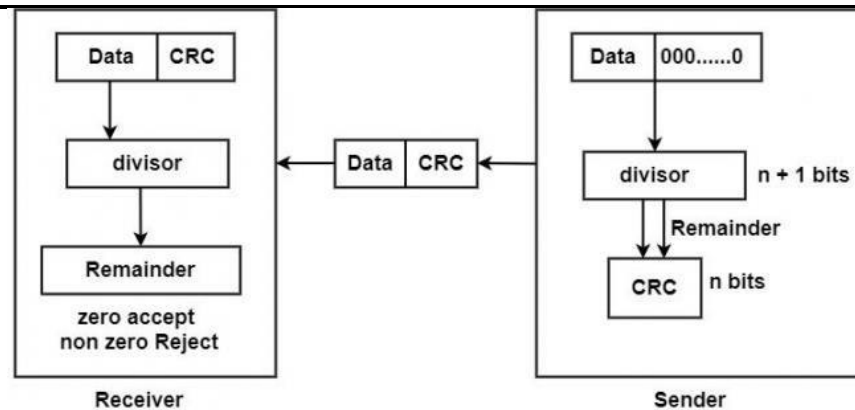 Data CRC
divisor
Remainder
zero accept
non zero Reject
Receiver
Data CRC
Data 000......0
divisor n + 1 bits
Remainder
CRC n bits
Sender